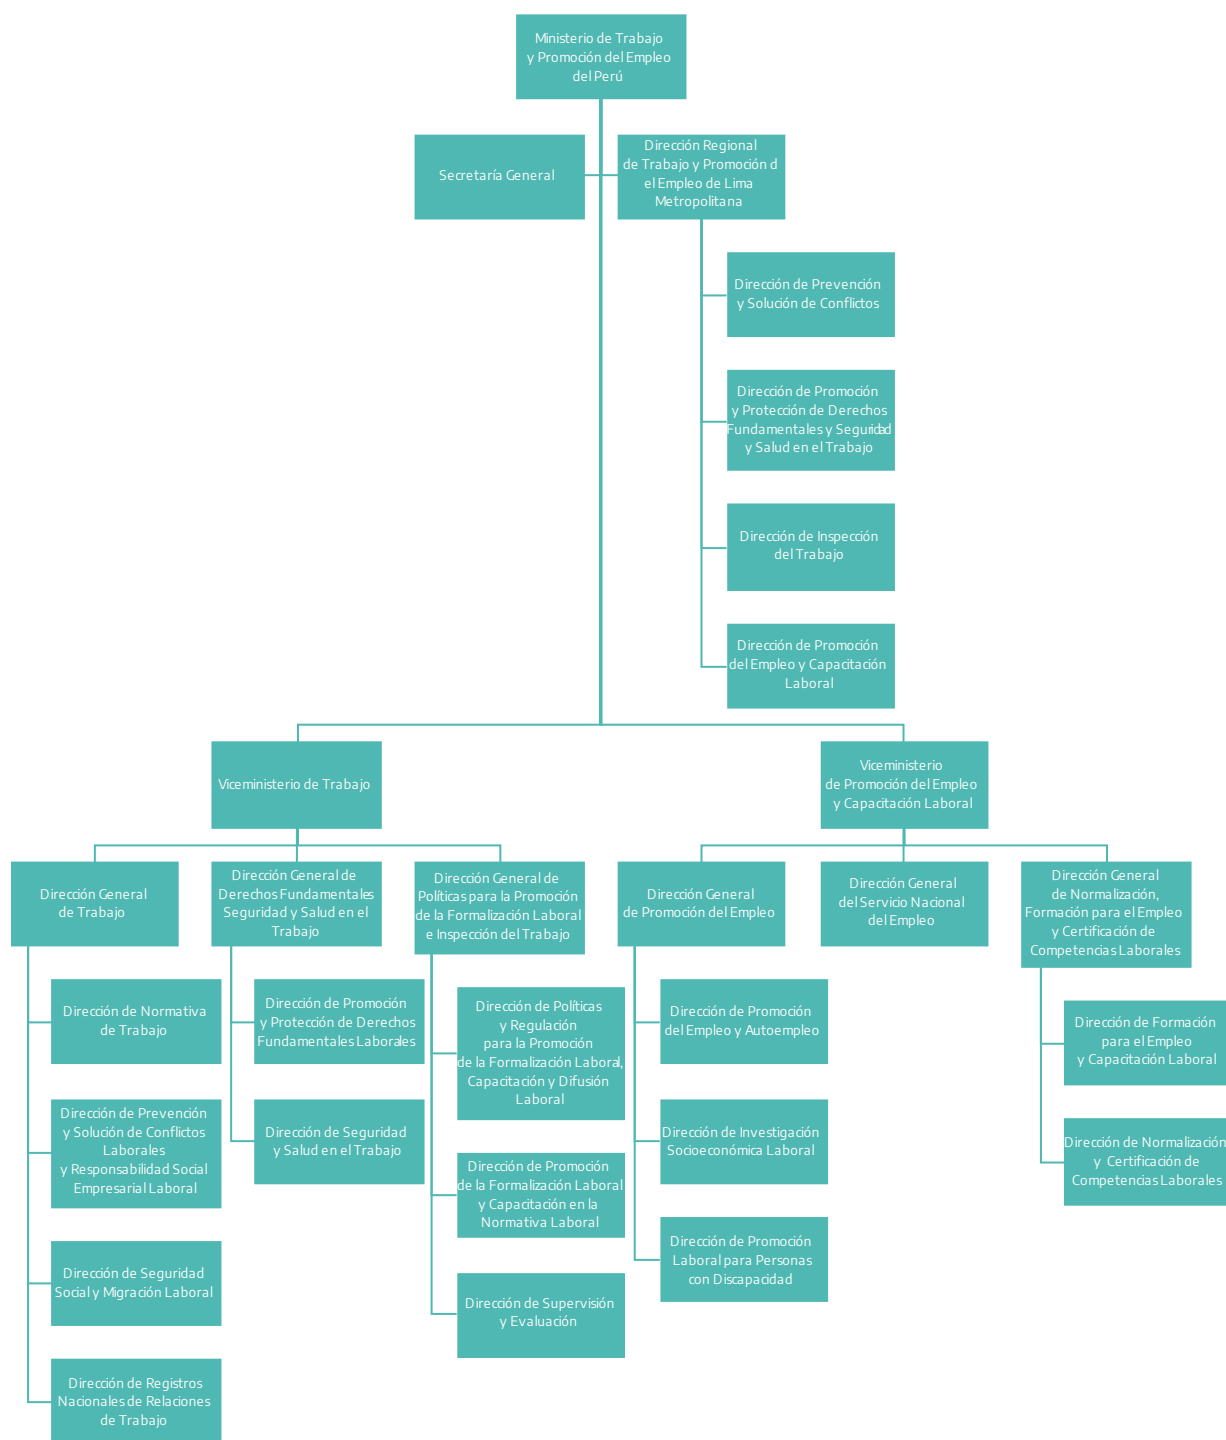 Ministerio de Trabajo
y Promoción del Empleo
del Perú
Secretaría General
Dirección Regional
de Trabajo y Promoción d
el Empleo de Lima
Metropolitana
Dirección de Prevención
y Solución de Conflictos
Dirección de Promoción
y Protección de Derechos
Fundamentales y Seguridad
y Salud en el Trabajo
Dirección de Inspección
del Trabajo
Dirección de Promoción
del Empleo y Capacitación
Laboral
Viceministerio de Trabajo
Viceministerio
de Promoción del Empleo
y Capacitación Laboral
Dirección General
de Trabajo
Dirección General de
Derechos Fundamentales
Seguridad y Salud en el
Trabajo
Dirección General de
Políticas para la Promoción
de la Formalización Laboral
e Inspección del Trabajo
Dirección General
de Promoción del Empleo
Dirección General
del Servicio Nacional
del Empleo
Dirección General
de Normalización,
Formación para el Empleo
y Certificación de
Competencias Laborales
Dirección de Normativa
de Trabajo
Dirección de Prevención
y Solución de Conflictos
Laborales
y Responsabilidad Social
Empresarial Laboral
Dirección de Seguridad
Social y Migración Laboral
Dirección de Registros
Nacionales de Relaciones
de Trabajo
Dirección de Promoción
y Protección de Derechos
Fundamentales Laborales
Dirección de Seguridad
y Salud en el Trabajo
Dirección de Políticas
y Regulación
para la Promoción
de la Formalización Laboral,
Capacitación y Difusión
Laboral
Dirección de Promoción
de la Formalización Laboral
y Capacitación en la
Normativa Laboral
Dirección de Supervisión
y Evaluación
Dirección de Promoción
del Empleo y Autoempleo
Dirección de Investigación
Socioeconómica Laboral
Dirección de Promoción
Laboral para Personas
con Discapacidad
Dirección de Formación
para el Empleo
y Capacitación Laboral
Dirección de Normalización
y Certificación de
Competencias Laborales